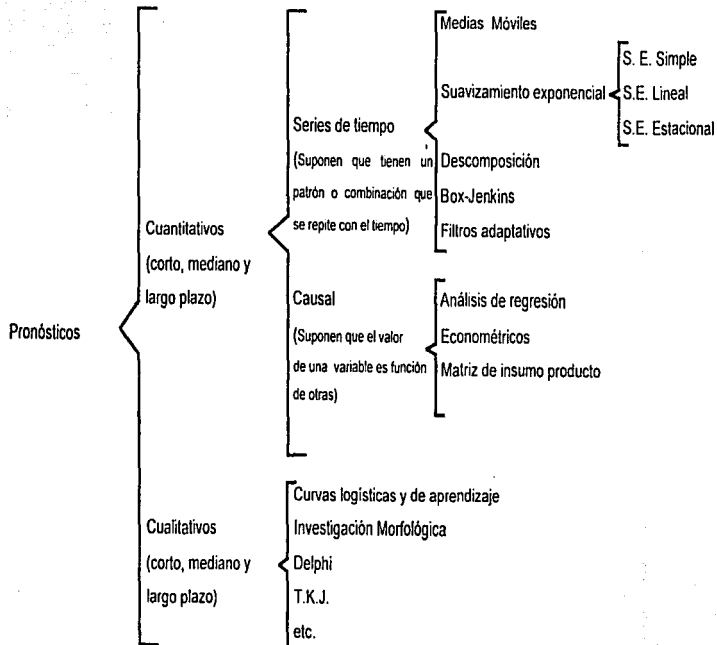 Pronósticos
Cuantitativos
(corto, mediano y
largo plazo)
Series de tiempo
(Suponen que tienen un
patrón o combinación que
se repite con el tiempo)
Medias Móviles
Suavizamiento exponencial
S. E. Simple
S.E. Lineal
S.E. Estacional
Descomposición
Box-Jenkins
Filtros adaptativos
Causal
(Suponen que el valor
de una variable es función
de otras)
Análisis de regresión
Econométricos
Matriz de insumo producto
Cualitativos
(corto, mediano y
largo plazo)
Curvas logísticas y de aprendizaje
Investigación Morfológica
Delphi
T.K.J.
etc.